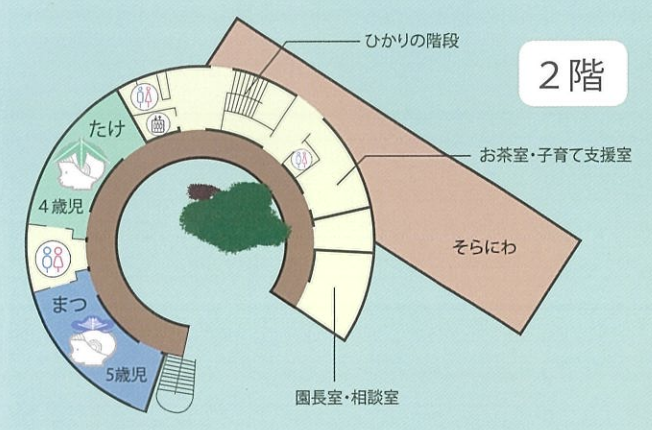 ひかりの階段
２階
たけ
お茶室・子育て支援室
４歳児
そらにわ
まつ
5歳児
園長室・相談室